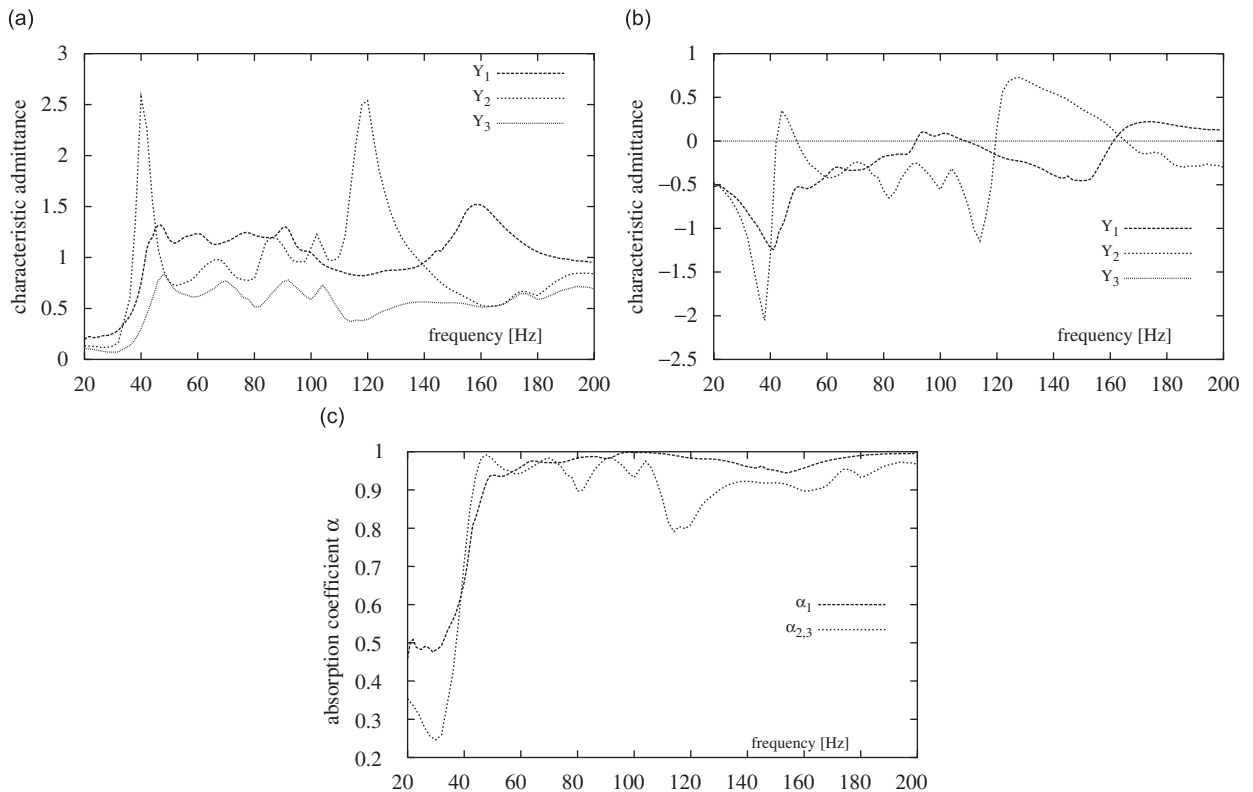 (a)
3
2.5
2
1.5
1
0.5
0
characteristic admittance
Y1
Y2
Y3
frequency [Hz]
20 40 60 80 100 120 140 160 180 200
(b)
1
0.5
0
−0.5
−1
−1.5
−2
−2.5
characteristic admittance
Y1
Y2
Y3
frequency [Hz]
20 40 60 80 100 120 140 160 180 200
(c)
1
0.9
0.8
0.7
0.6
0.5
0.4
0.3
0.2
absorption coefficient α
α1
α2,3
frequency [Hz]
20 40 60 80 100 120 140 160 180 200